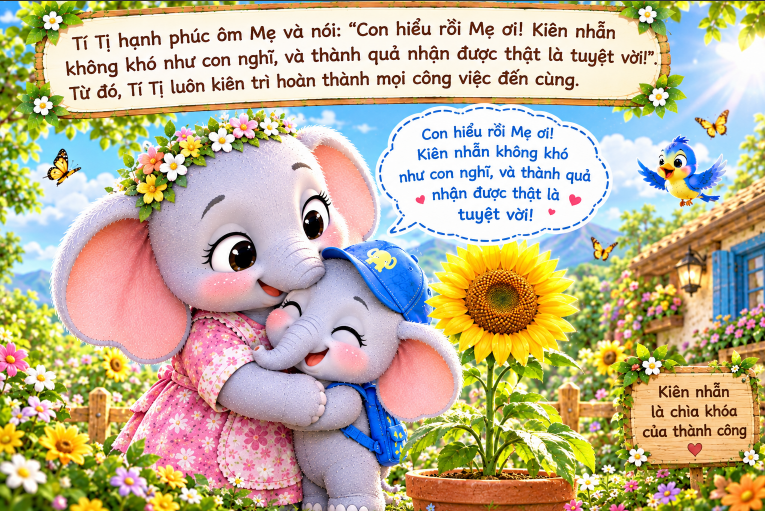 Tí Tị hạnh phúc ôm Mẹ và nói: “Con hiểu rồi Mẹ ơi! Kiên nhẫn
không khó như con nghĩ, và thành quả nhận được thật là tuyệt vời!”.
Từ đó, Tí Tị luôn kiên trì hoàn thành mọi công việc đến cùng.
Con hiểu rồi Mẹ ơi!
Kiên nhẫn không khó
như con nghĩ, và thành quả
nhận được thật là
tuyệt vời!
Kiên nhẫn
là chìa khóa
của thành công